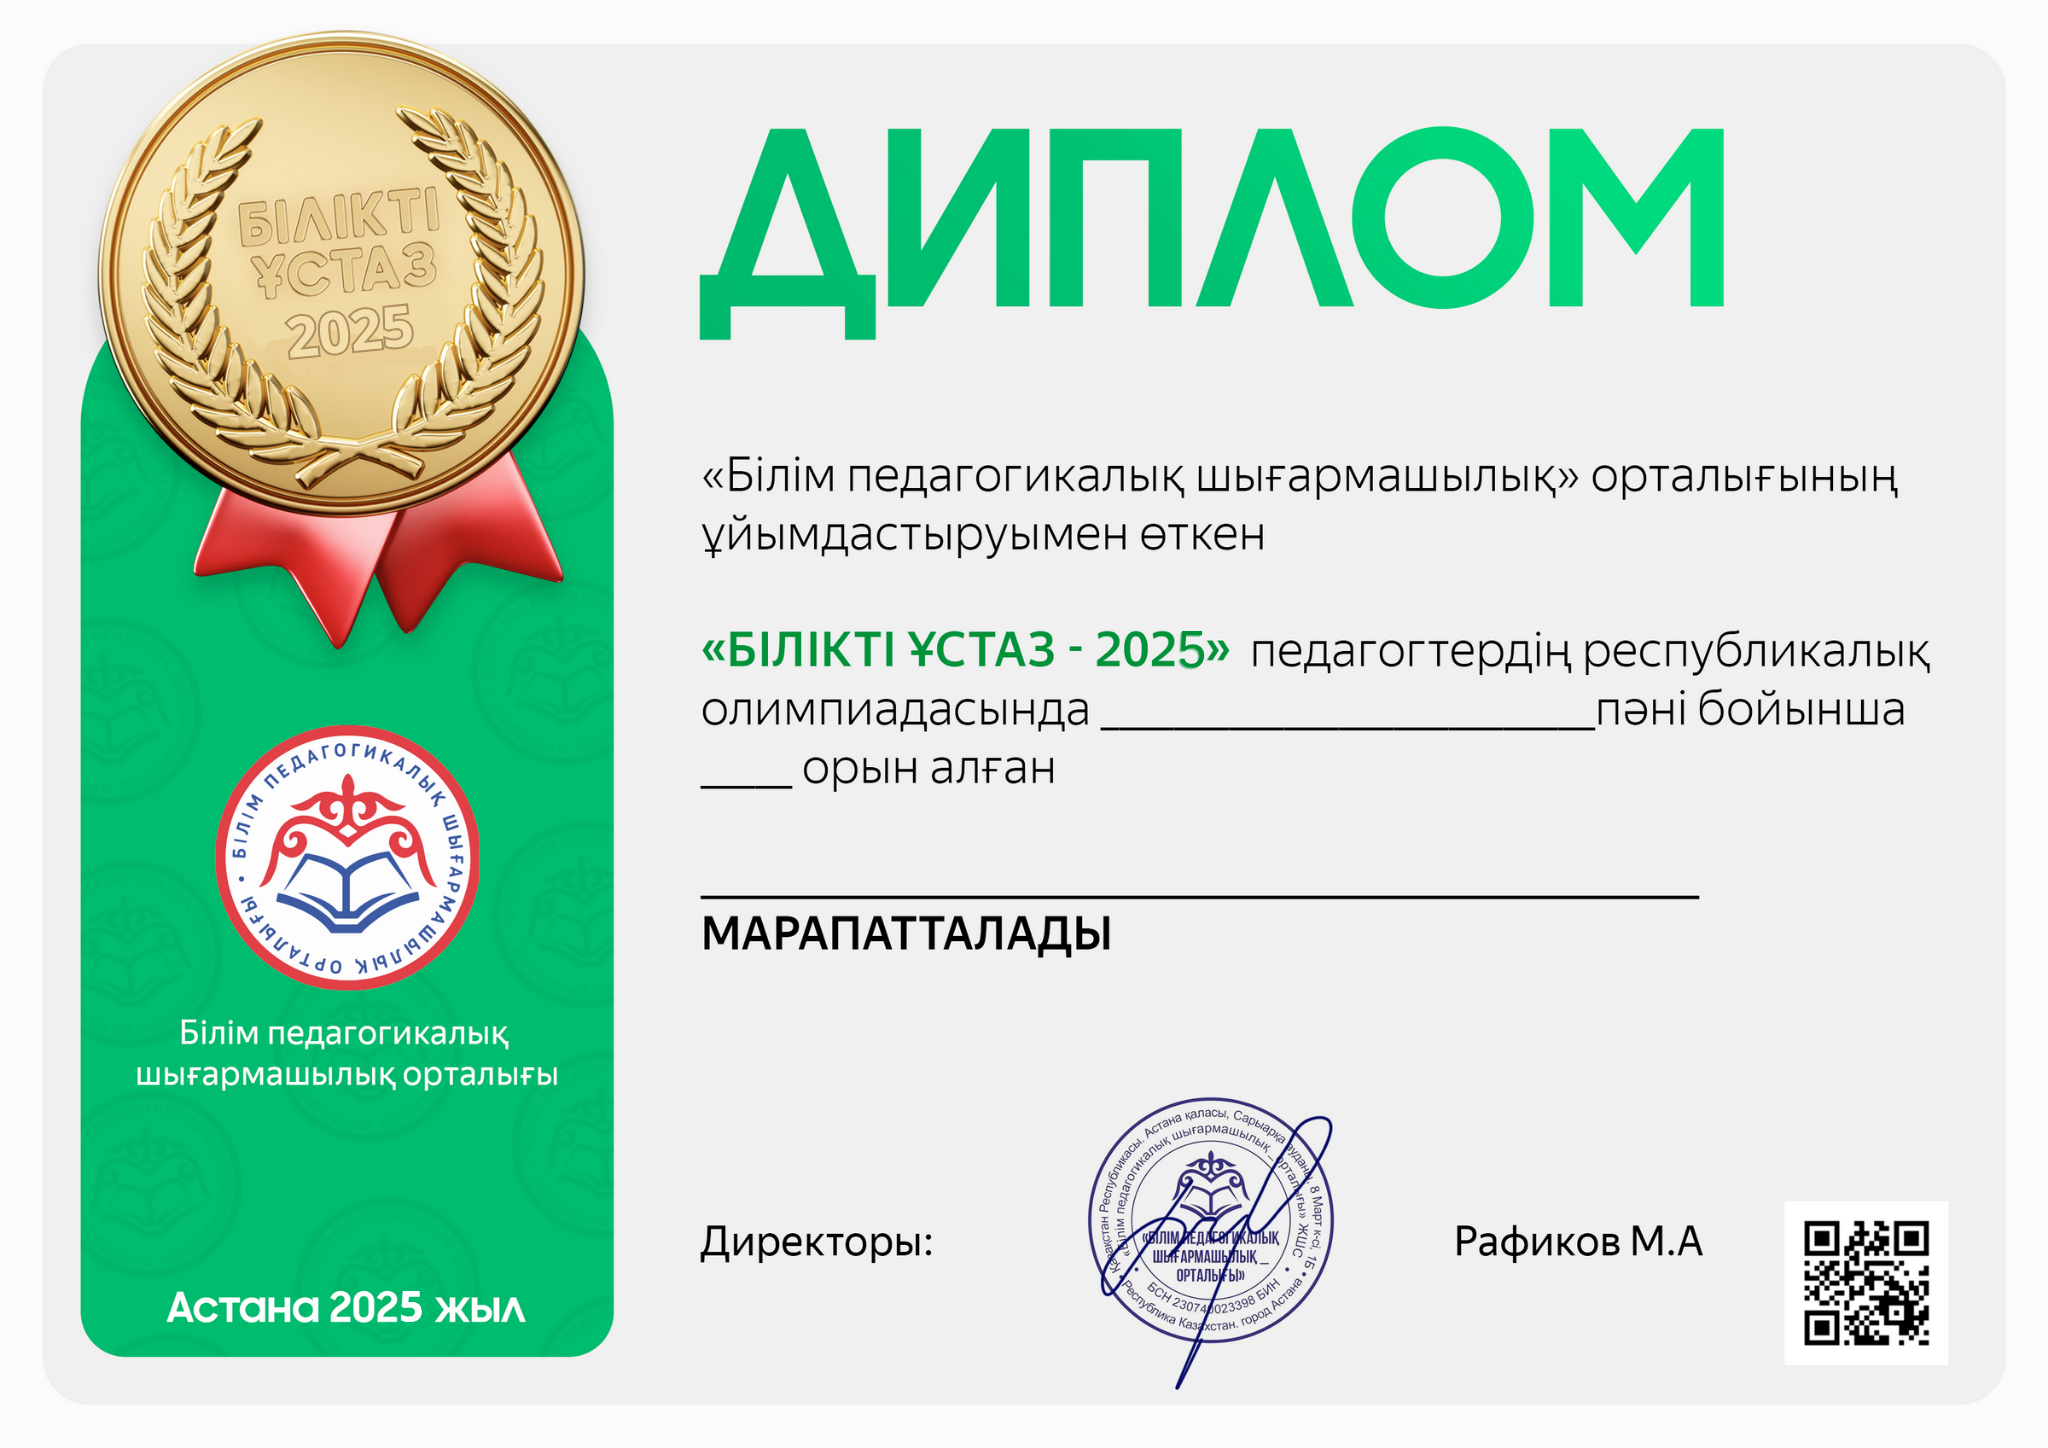 БІЛІКТІ
ҰСТАЗ
2025
ДИПЛОМ
«Білім педагогикалық шығармашылық» орталығының
ұйымдастыруымен өткен
«БІЛІКТІ ҰСТАЗ - 2025» педагогтердің республикалық
олимпиадасында ___________________________пәні бойынша
_____ орын алған
МАРАПАТТАЛАДЫ
БІЛІМ ПЕДАГОГИКАЛЫҚ ШЫҒАРМАШЫЛЫҚ ОРТАЛЫҒЫ •
Білім педагогикалық
шығармашылық орталығы
Астана 2025 жыл
Директоры:
Қазақстан Республикасы. Астана қаласы, Сарыарқа ауданы, 8 Март к-сі, 1Б •
Республика Казахстан. город Астана •
«Білім педагогикалық шығармашылық _ орталығы» ЖШС •
БСН 230740023398 БИН •
«БІЛІМ ПЕДАГОГИКАЛЫҚ
ШЫҒАРМАШЫЛЫҚ _
ОРТАЛЫҒЫ»
Рафиков М.А